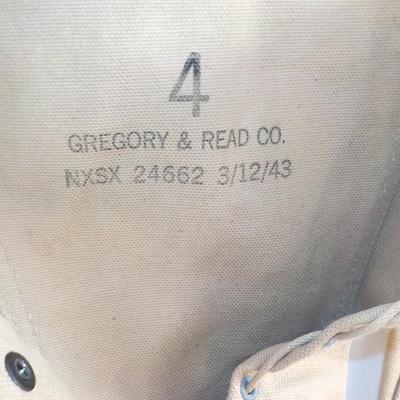 4
GREGORY & READ CO.
NXSX 24662 3/12/43